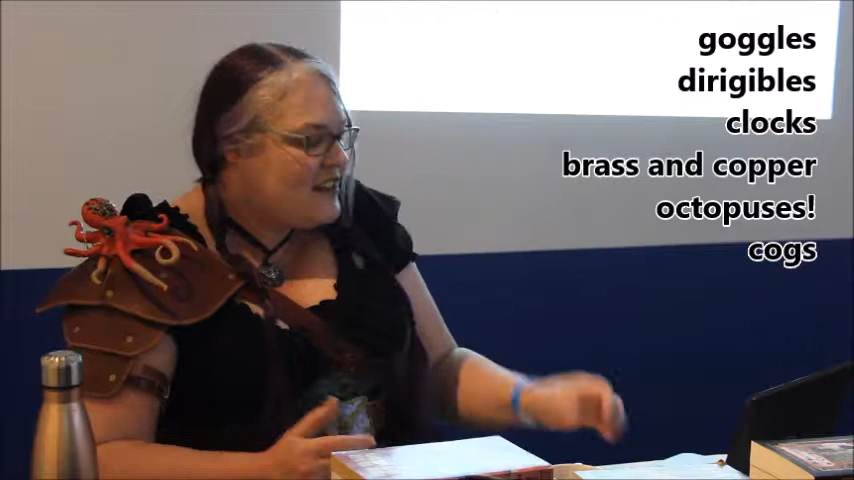 goggles
dirigibles
clocks
brass and copper
octopuses!
cogs